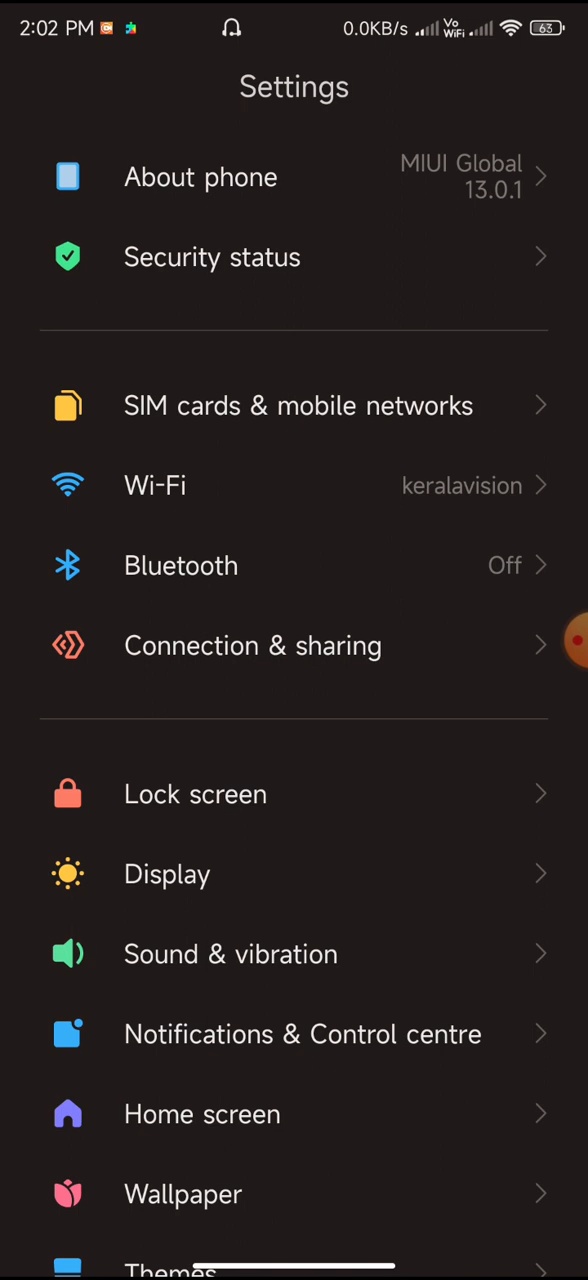 2:02 PM
0.0KB/s Vo WiFi 63
Settings
About phone
MIUI Global
13.0.1
Security status
SIM cards & mobile networks
Wi-Fi keralavision
Bluetooth Off
Connection & sharing
Lock screen
Display
Sound & vibration
Notifications & Control centre
Home screen
Wallpaper
Themes